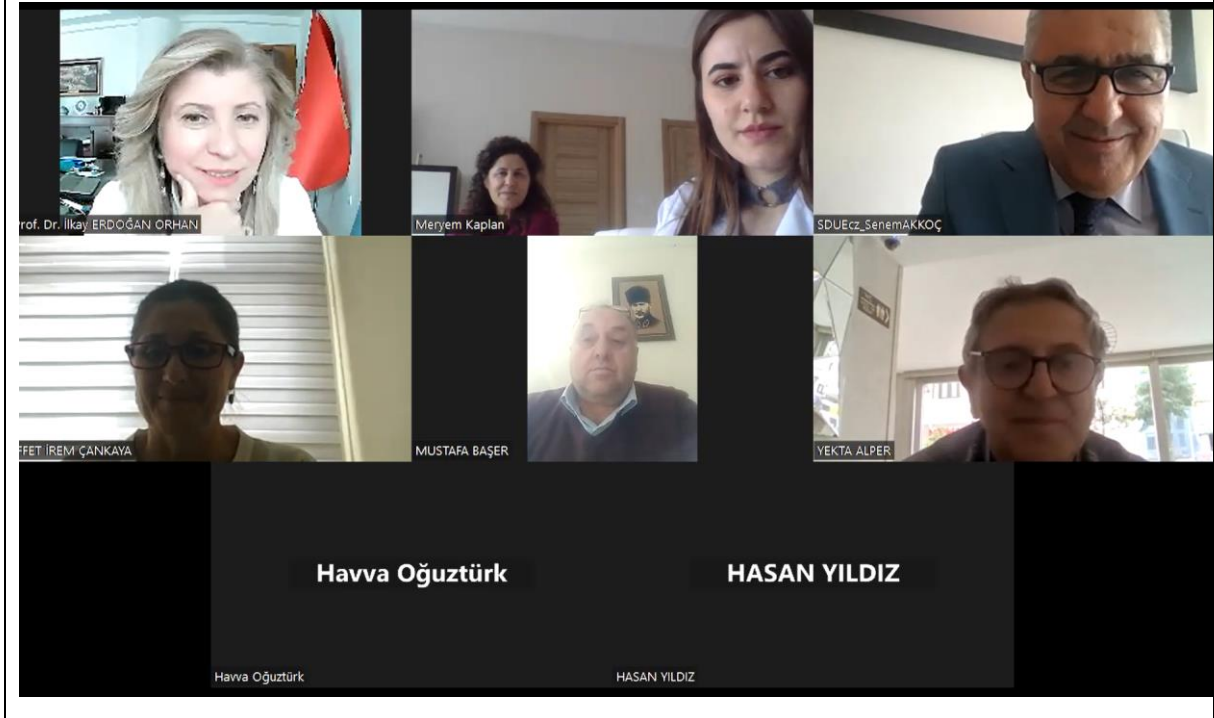 rof. Dr. İlkay ERDOĞAN ORHAN
Meryem Kaplan
SDUEcz_SenemAKKOÇ
FFET İREM ÇANKAYA
MUSTAFA BAŞER
YEKTA ALPER
Havva Oğuztürk
HASAN YILDIZ
Havva Oğuztürk
HASAN YILDIZ